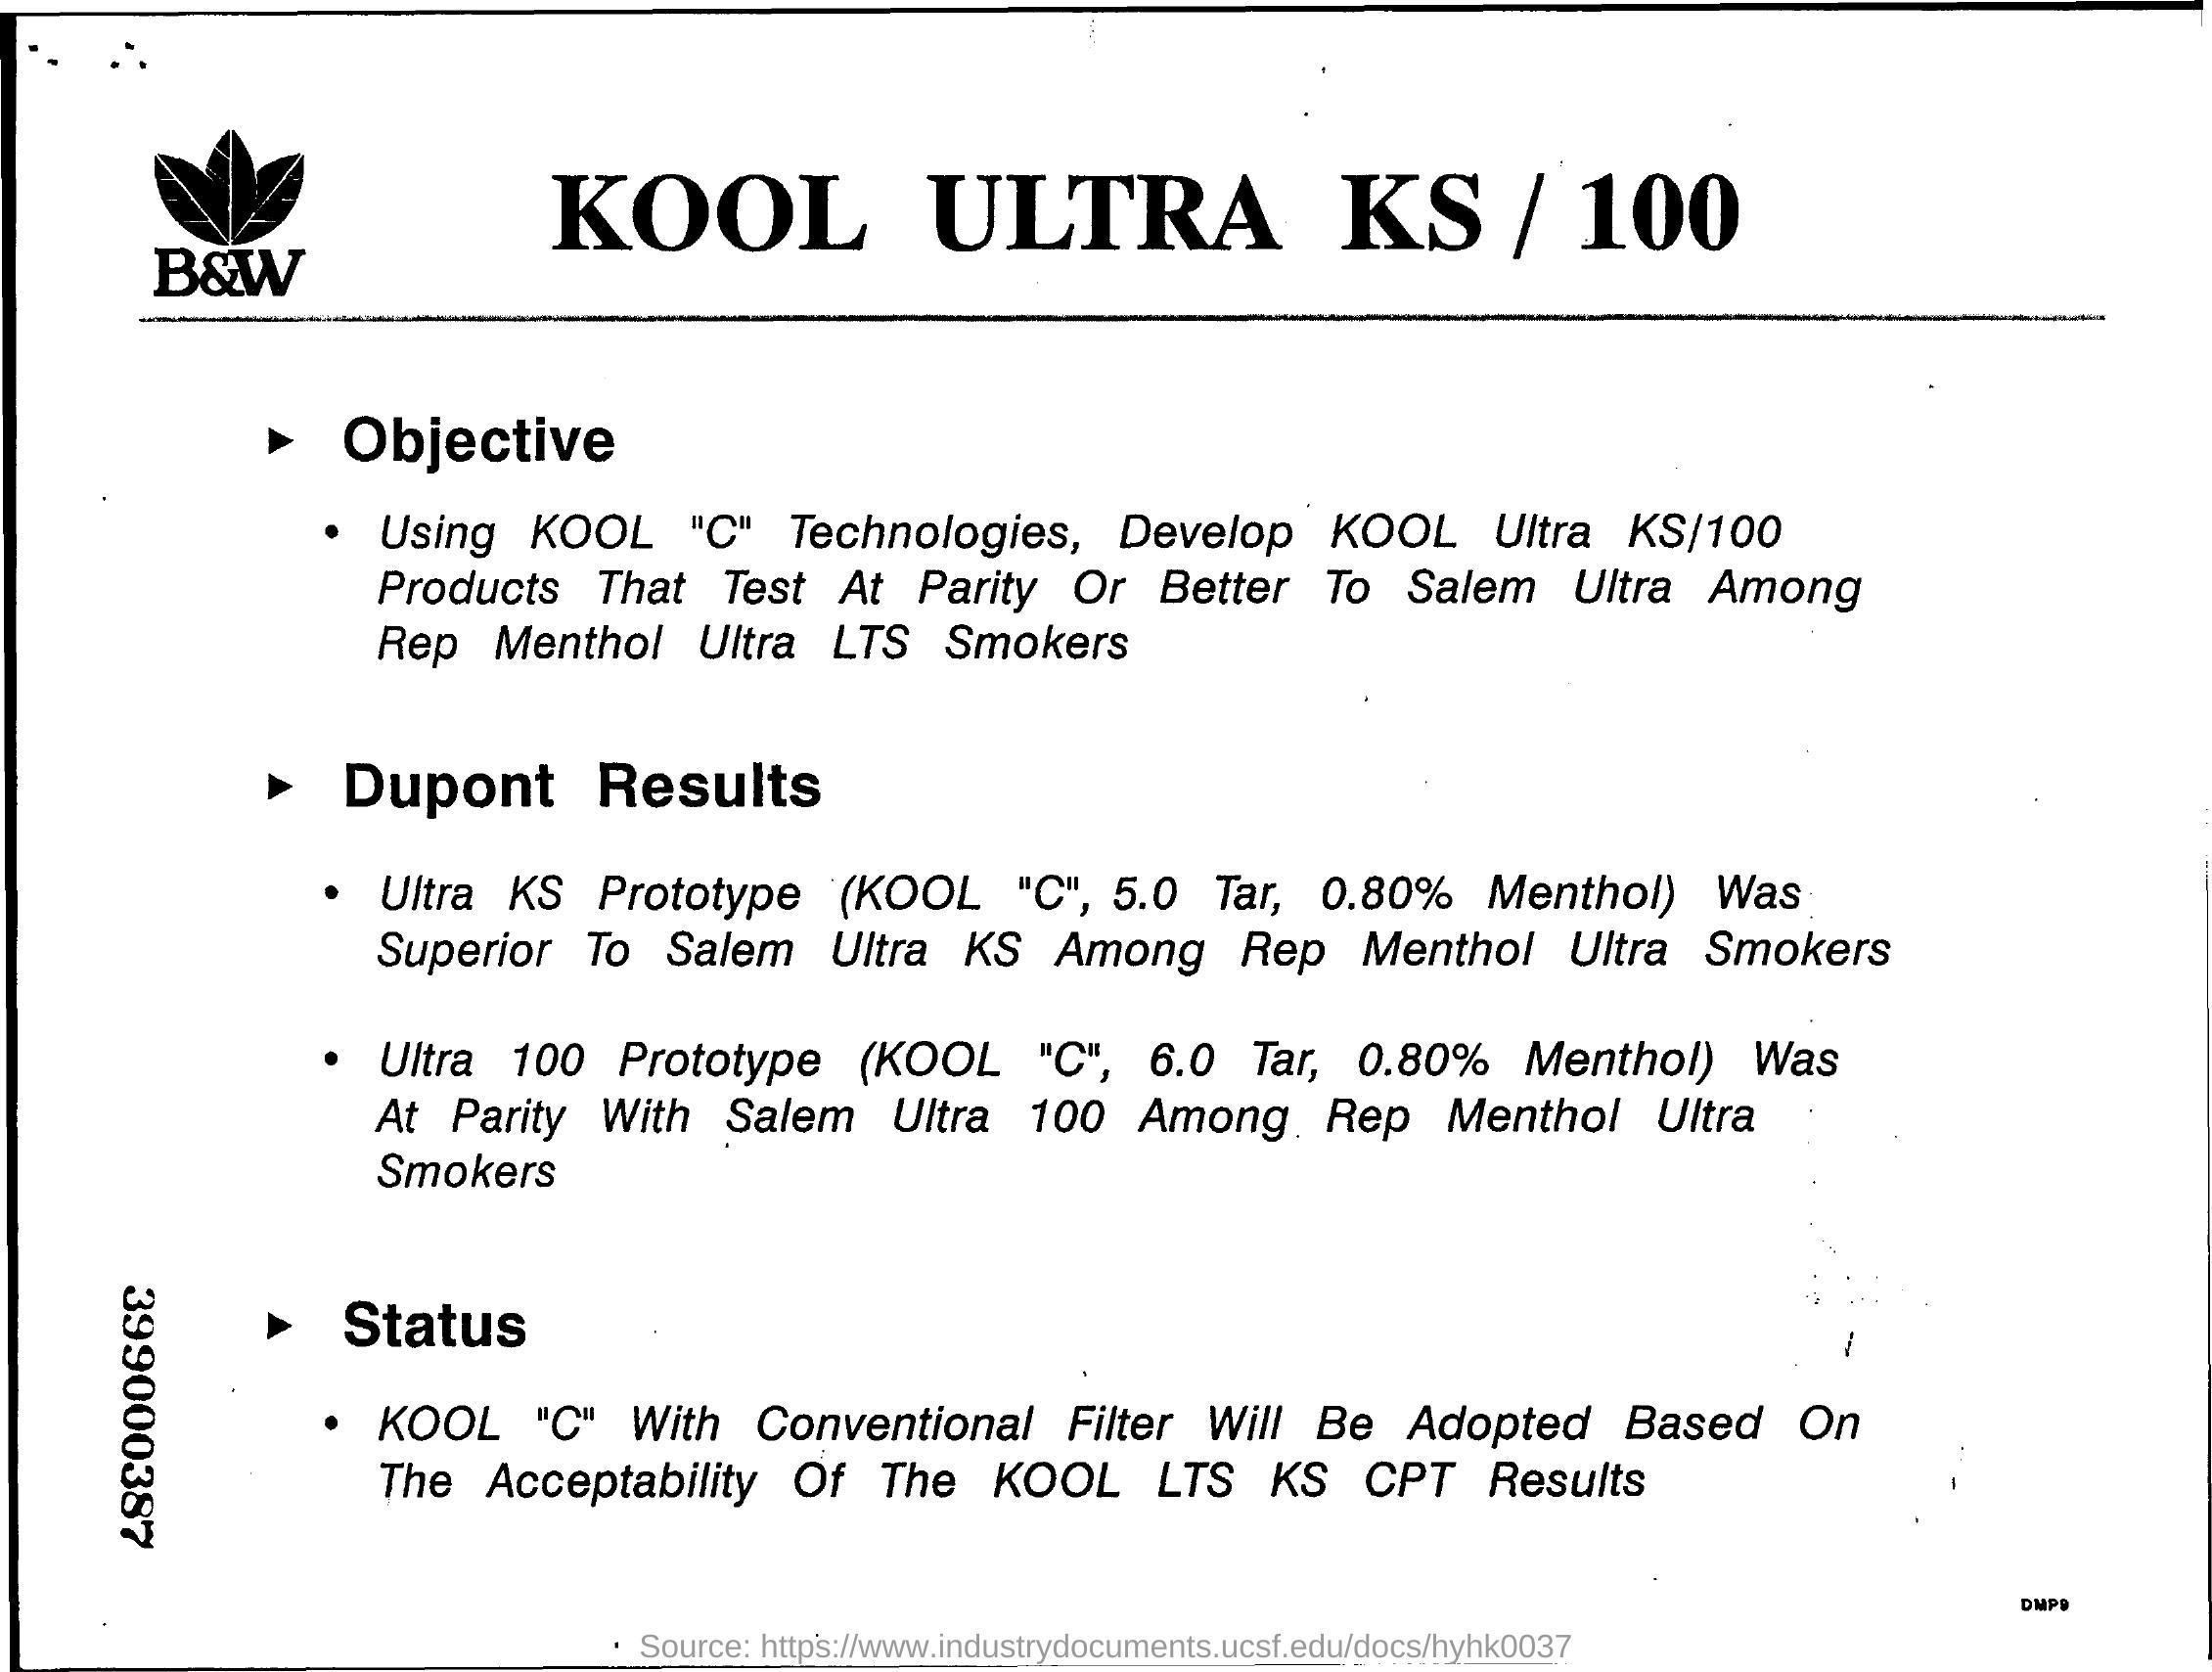 B&W
KOOL ULTRA KS / 100
► Objective
• Using KOOL "C" Technologies, Develop KOOL Ultra KS/100
Products That Test At Parity Or Better To Salem Ultra Among
Rep Menthol Ultra LTS Smokers
► Dupont Results
• Ultra KS Prototype (KOOL "C", 5.0 Tar, 0.80% Menthol) Was
Superior To Salem Ultra KS Among Rep Menthol Ultra Smokers
• Ultra 100 Prototype (KOOL "C", 6.0 Tar, 0.80% Menthol) Was
At Parity With Salem Ultra 100 Among Rep Menthol Ultra
Smokers
► Status
• KOOL "C" With Conventional Filter Will Be Adopted Based On
The Acceptability Of The KOOL LTS KS CPT Results
399000387
DMP9
Source: https://www.industrydocuments.ucsf.edu/docs/hyhk0037